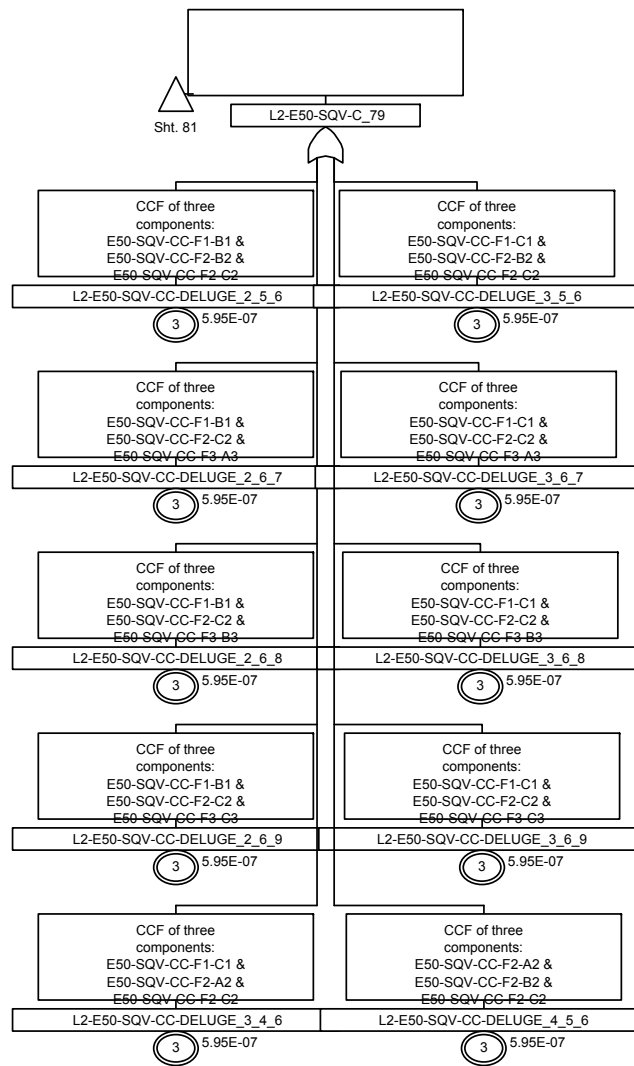 Sht. 81
L2-E50-SQV-C_79
CCF of three
components:
E50-SQV-CC-F1-B1 &
E50-SQV-CC-F2-B2 &
E50-SQV-CC-F2-C2
L2-E50-SQV-CC-DELUGE_2_5_6
3
5.95E-07
CCF of three
components:
E50-SQV-CC-F1-C1 &
E50-SQV-CC-F2-B2 &
E50-SQV-CC-F2-C2
L2-E50-SQV-CC-DELUGE_3_5_6
3
5.95E-07
CCF of three
components:
E50-SQV-CC-F1-B1 &
E50-SQV-CC-F2-C2 &
E50-SQV-CC-F3-A3
L2-E50-SQV-CC-DELUGE_2_6_7
3
5.95E-07
CCF of three
components:
E50-SQV-CC-F1-C1 &
E50-SQV-CC-F2-C2 &
E50-SQV-CC-F3-A3
L2-E50-SQV-CC-DELUGE_3_6_7
3
5.95E-07
CCF of three
components:
E50-SQV-CC-F1-B1 &
E50-SQV-CC-F2-C2 &
E50-SQV-CC-F3-B3
L2-E50-SQV-CC-DELUGE_2_6_8
3
5.95E-07
CCF of three
components:
E50-SQV-CC-F1-C1 &
E50-SQV-CC-F2-C2 &
E50-SQV-CC-F3-B3
L2-E50-SQV-CC-DELUGE_3_6_8
3
5.95E-07
CCF of three
components:
E50-SQV-CC-F1-B1 &
E50-SQV-CC-F2-C2 &
E50-SQV-CC-F3-C3
L2-E50-SQV-CC-DELUGE_2_6_9
3
5.95E-07
CCF of three
components:
E50-SQV-CC-F1-C1 &
E50-SQV-CC-F2-C2 &
E50-SQV-CC-F3-C3
L2-E50-SQV-CC-DELUGE_3_6_9
3
5.95E-07
CCF of three
components:
E50-SQV-CC-F1-C1 &
E50-SQV-CC-F2-A2 &
E50-SQV-CC-F2-C2
L2-E50-SQV-CC-DELUGE_3_4_6
3
5.95E-07
CCF of three
components:
E50-SQV-CC-F2-A2 &
E50-SQV-CC-F2-B2 &
E50-SQV-CC-F2-C2
L2-E50-SQV-CC-DELUGE_4_5_6
3
5.95E-07